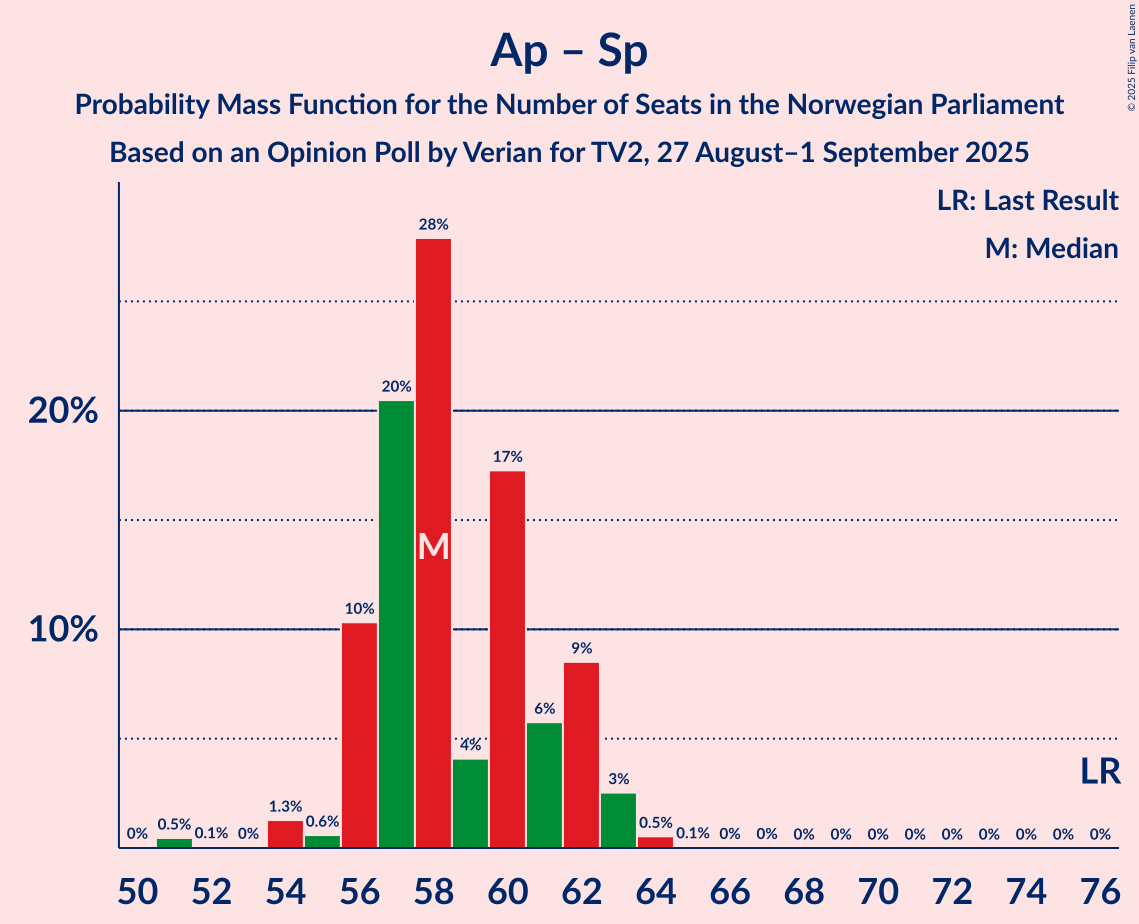 Ap – Sp
Probability Mass Function for the Number of Seats in the Norwegian Parliament
Based on an Opinion Poll by Verian for TV2, 27 August–1 September 2025
© 2025 Filip van Laenen
LR: Last Result
M: Median
28%
20%
20%
17%
M
10%
10%
9%
6%
4%
LR
3%
1.3%
0% 0.5% 0.1% 0% 0.6% 0.5% 0.1% 0% 0% 0% 0% 0% 0% 0% 0% 0% 0% 0%
50 52 54 56 58 60 62 64 66 68 70 72 74 76